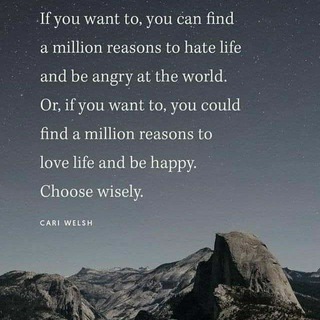 If you want to, you can find
a million reasons to hate life
and be angry at the world.
Or, if you want to, you could
find a million reasons to
love life and be happy.
Choose wisely.
CARI WELSH